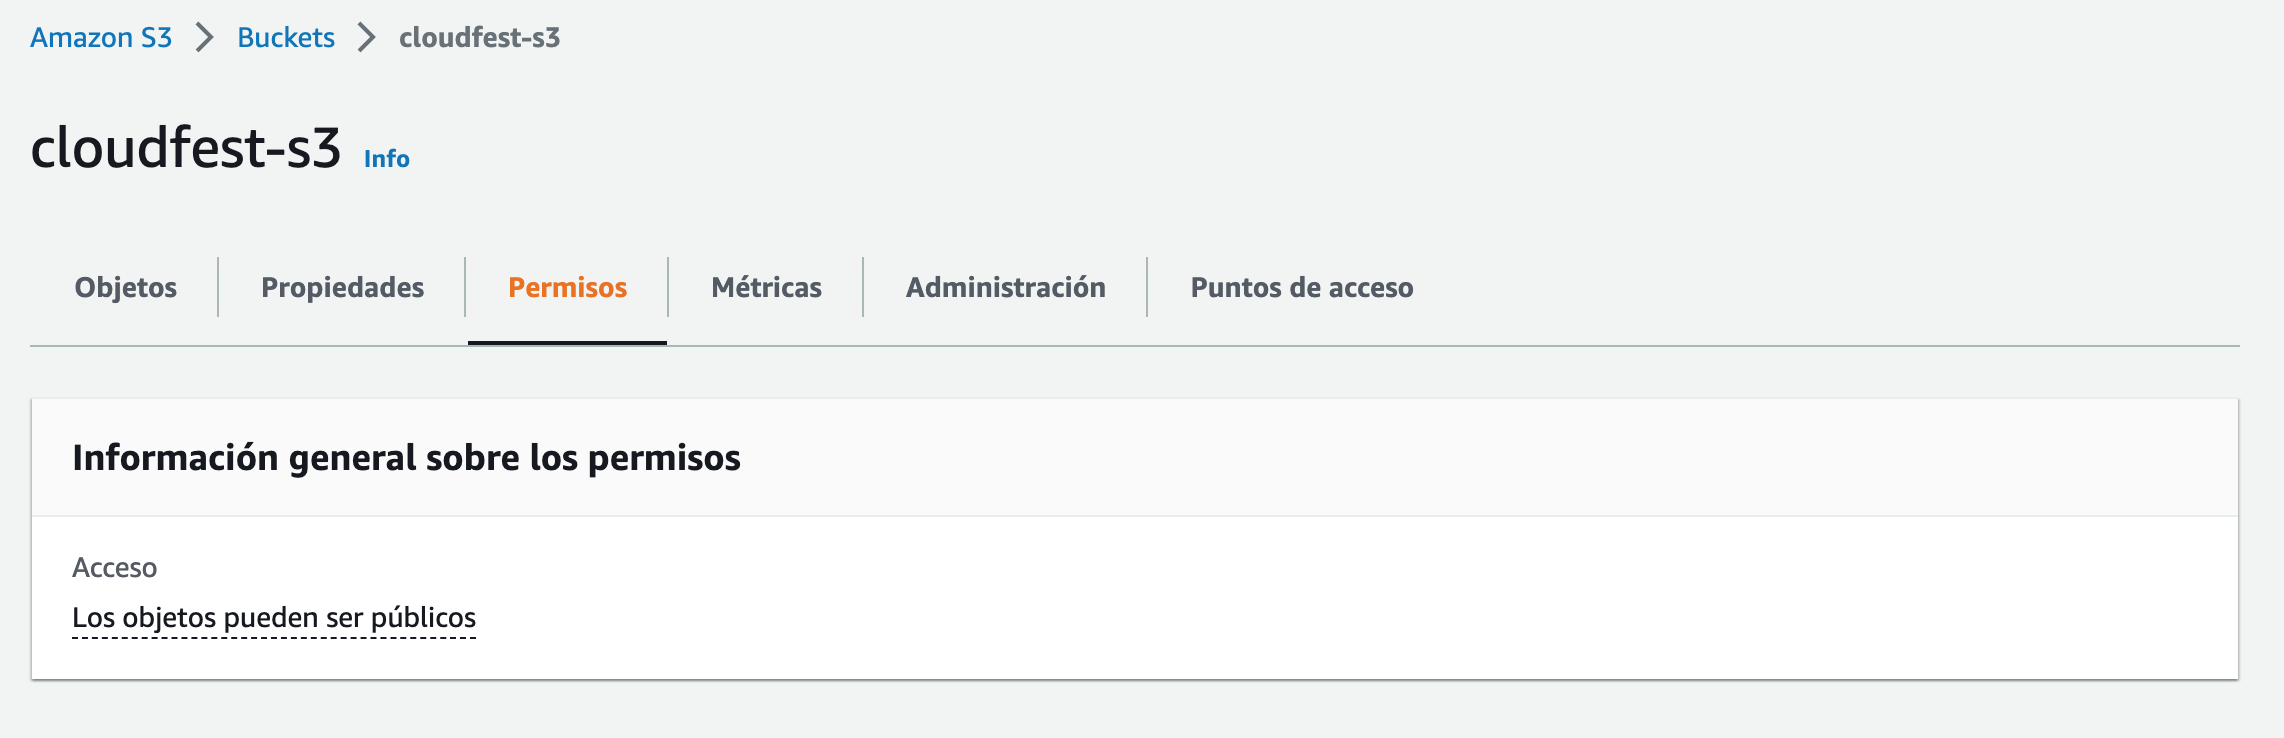 Amazon S3 > Buckets > cloudfest-s3
cloudfest-s3 Info
Objetos Propiedades Permisos Métricas Administración Puntos de acceso
Información general sobre los permisos
Acceso
Los objetos pueden ser públicos